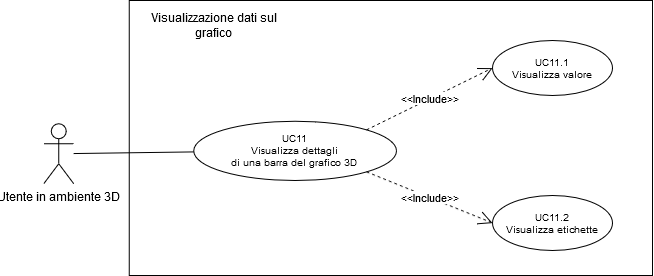 Visualizzazione dati sul
grafico
UC11.1
Visualizza valore
<<Include>>
UC11
Visualizza dettagli
di una barra del grafico 3D
Utente in ambiente 3D
<<Include>>
UC11.2
Visualizza etichette